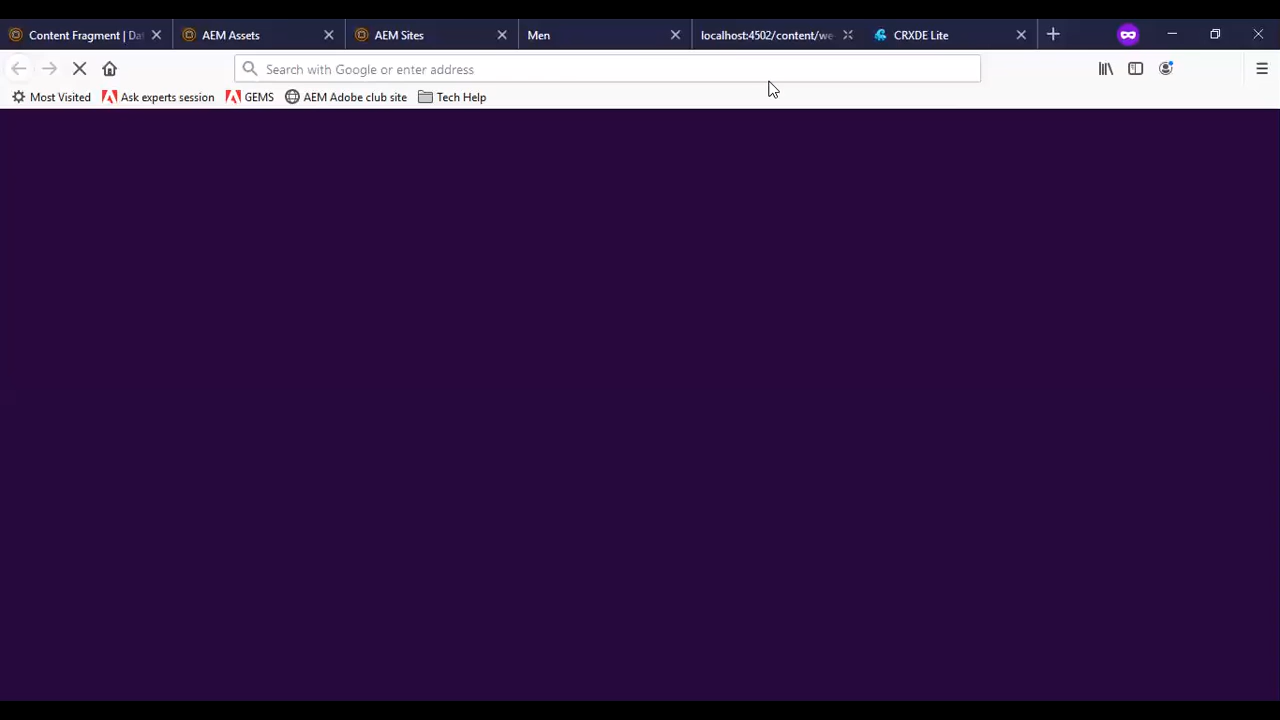 Content Fragment | Da
AEM Assets
AEM Sites
Men
localhost:4502/content/we
CRXDE Lite
Search with Google or enter address
Most Visited
Ask experts session
GEMS
AEM Adobe club site
Tech Help